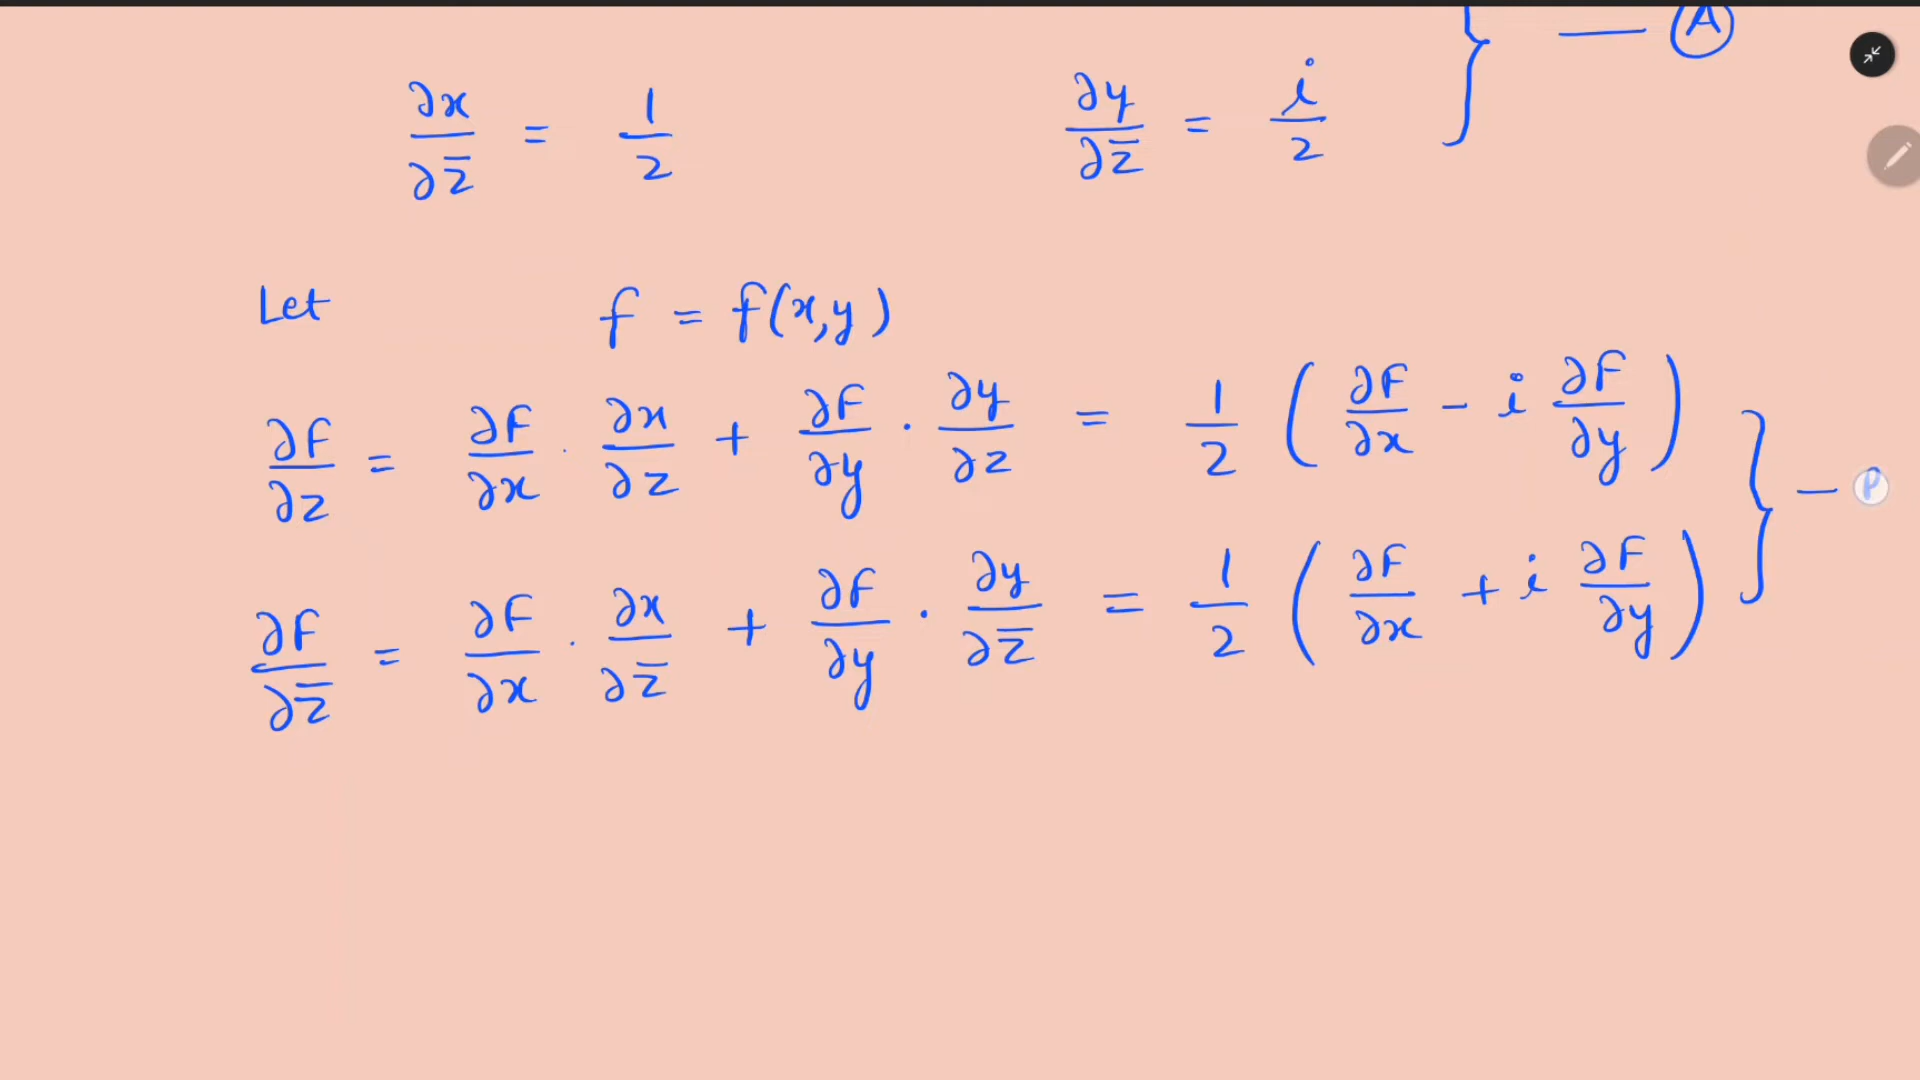 — Ⓐ
∂x/∂z̄ = 1/2 ∂y/∂z̄ = i/2 }
Let f = f(x,y)
∂F/∂z = ∂F/∂x · ∂x/∂z + ∂F/∂y · ∂y/∂z = 1/2 ( ∂F/∂x - i ∂F/∂y )
} — P
∂F/∂z̄ = ∂F/∂x · ∂x/∂z̄ + ∂F/∂y · ∂y/∂z̄ = 1/2 ( ∂F/∂x + i ∂F/∂y )